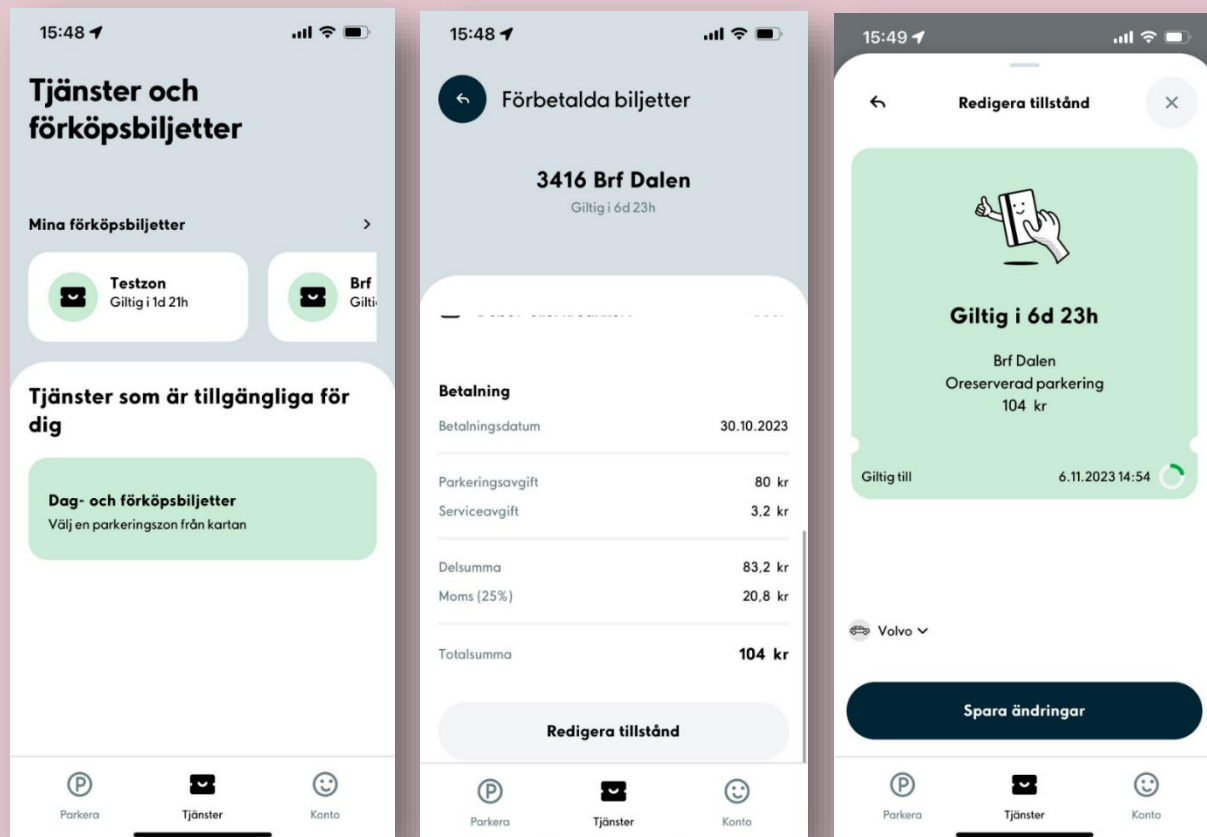 15:48
Tjänster och
förköpsbiljetter
Mina förköpsbiljetter
Testzon
Giltig i 1d 21h
Brf
Tjänster som är tillgängliga för
dig
Dag- och förköpsbiljetter
Välj en parkeringszon från kartan
Parkera
Tjänster
Konto
15:48
Förbetalda biljetter
3416 Brf Dalen
Giltig i 6d 23h
Betalning
Betalningsdatum 30.10.2023
Parkeringsavgift 80 kr
Serviceavgift 3,2 kr
Delsumma 83,2 kr
Moms (25%) 20,8 kr
Totalsumma 104 kr
Redigera tillstånd
Parkera
Tjänster
Konto
15:49
Redigera tillstånd
Giltig i 6d 23h
Brf Dalen
Oreserverad parkering
104 kr
Giltig till 6.11.2023 14:54
Volvo
Spara ändringar
Parkera
Tjänster
Konto